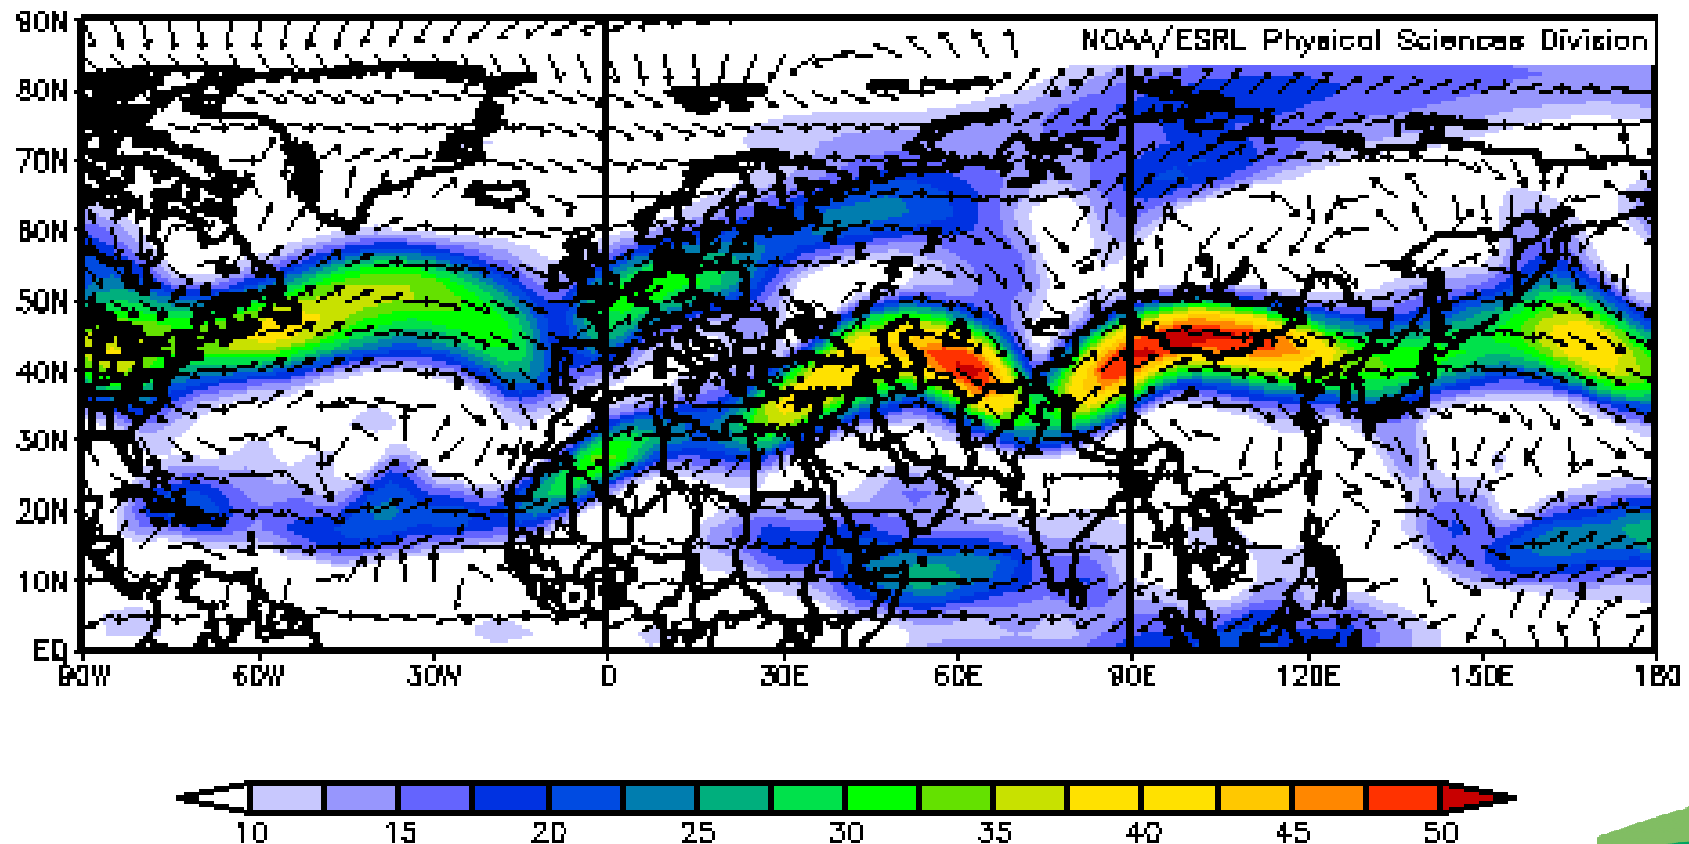 90N
NOAA/ESRL Physical Sciences Division
80N
70N
60N
50N
40N
30N
20N
10N
EQ
90W 60W 30W 0 30E 60E 90E 120E 150E 180
10 15 20 25 30 35 40 45 50